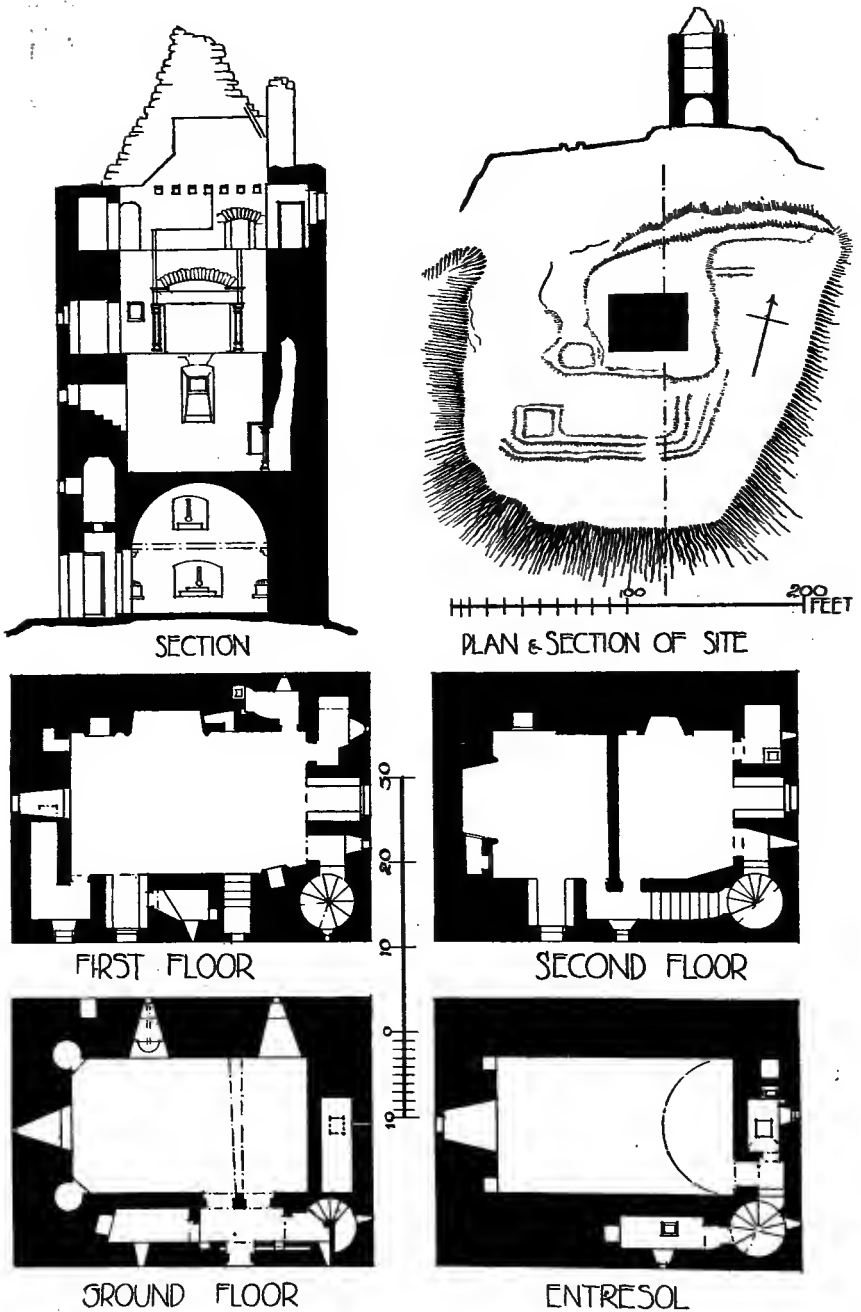 SECTION
100
200
FEET
PLAN & SECTION OF SITE
FIRST FLOOR
30
20
10
0
10
SECOND FLOOR
GROUND FLOOR
ENTRESOL